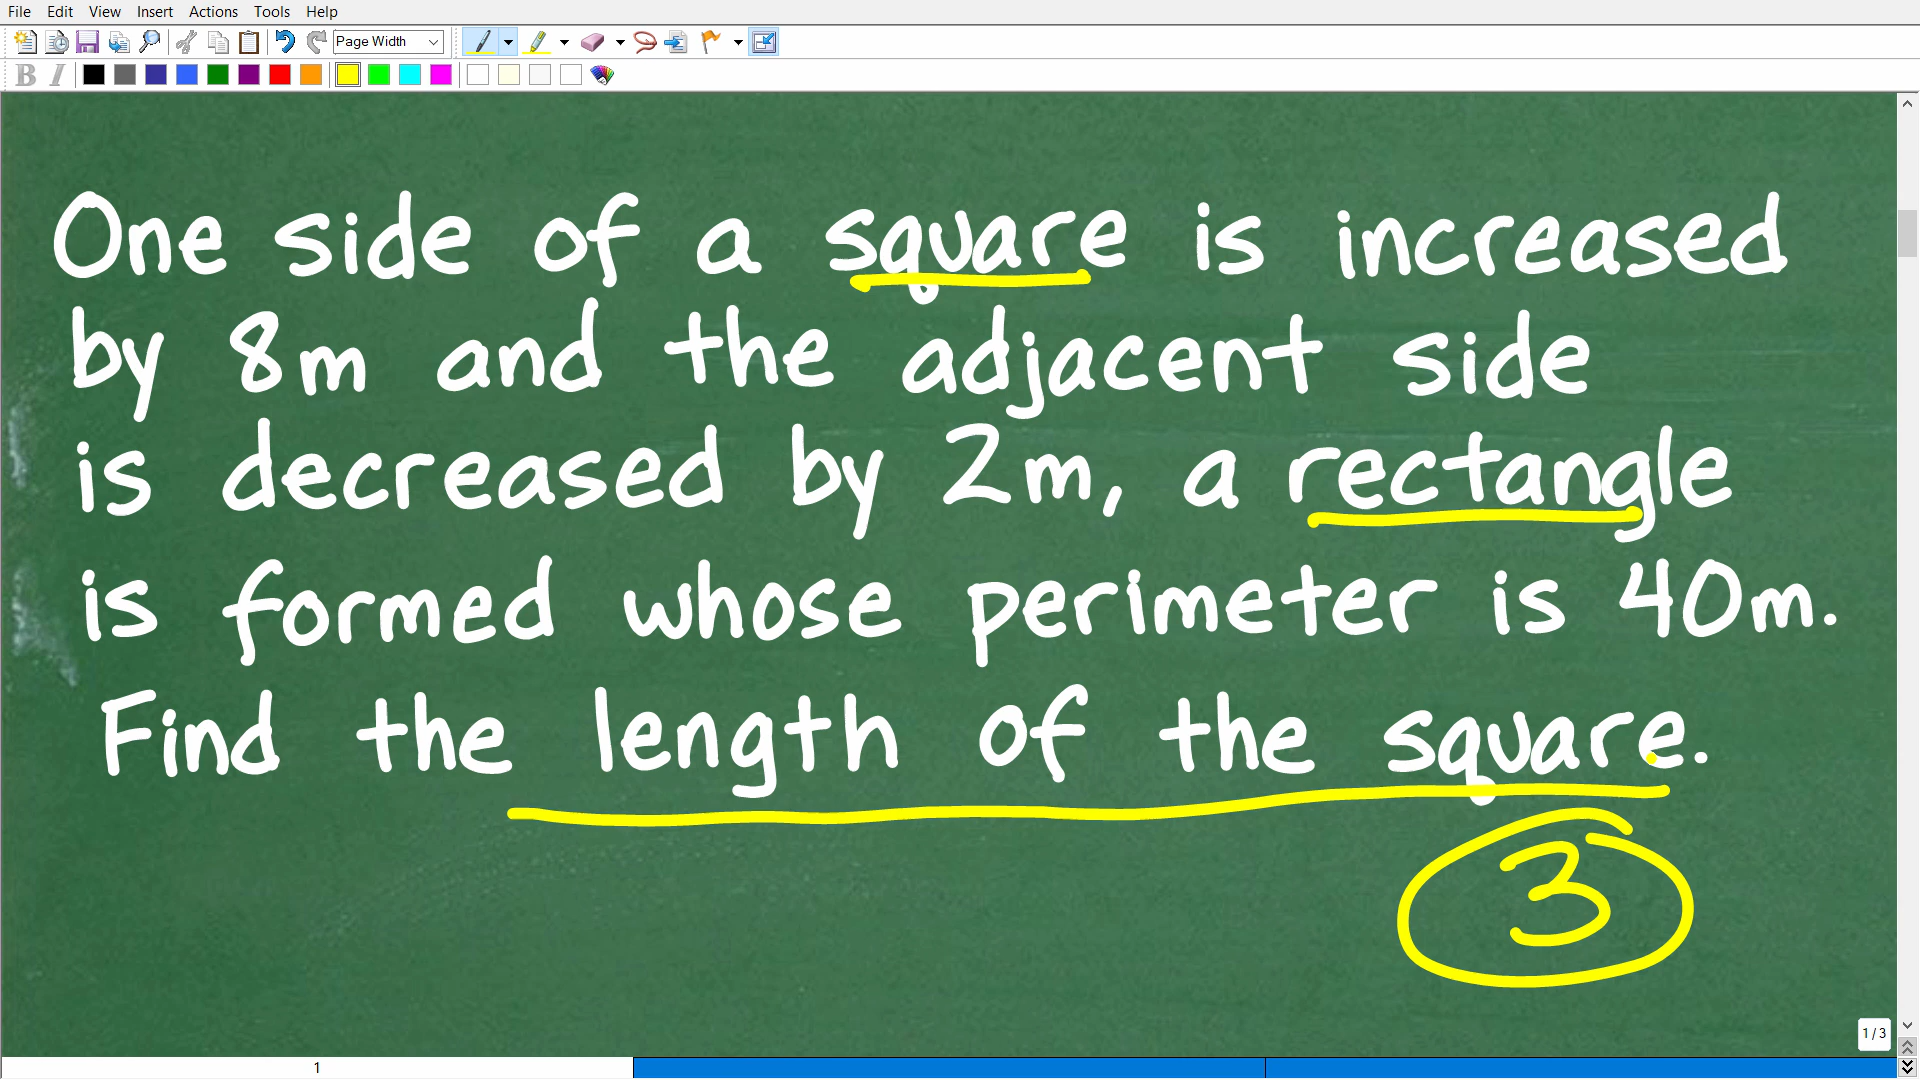 File Edit View Insert Actions Tools Help
Page Width
B I
One side of a square is increased
by 8m and the adjacent side
is decreased by 2m, a rectangle
is formed whose perimeter is 40m.
Find the length of the square.
3
1/3
1